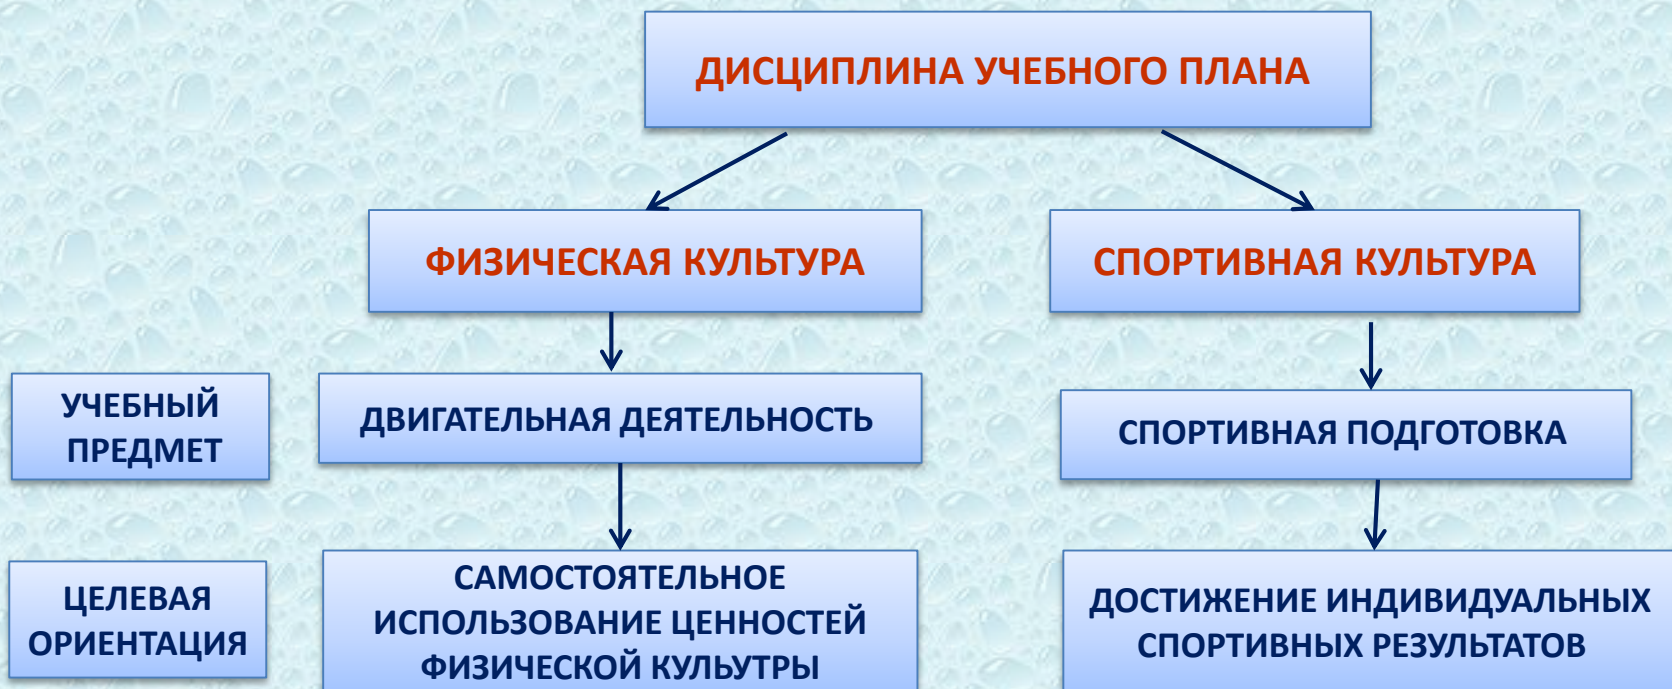 ДИСЦИПЛИНА УЧЕБНОГО ПЛАНА
ФИЗИЧЕСКАЯ КУЛЬТУРА
СПОРТИВНАЯ КУЛЬТУРА
УЧЕБНЫЙ
ПРЕДМЕТ
ДВИГАТЕЛЬНАЯ ДЕЯТЕЛЬНОСТЬ
СПОРТИВНАЯ ПОДГОТОВКА
ЦЕЛЕВАЯ
ОРИЕНТАЦИЯ
САМОСТОЯТЕЛЬНОЕ
ИСПОЛЬЗОВАНИЕ ЦЕННОСТЕЙ
ФИЗИЧЕСКОЙ КУЛЬУТРЫ
ДОСТИЖЕНИЕ ИНДИВИДУАЛЬНЫХ
СПОРТИВНЫХ РЕЗУЛЬТАТОВ